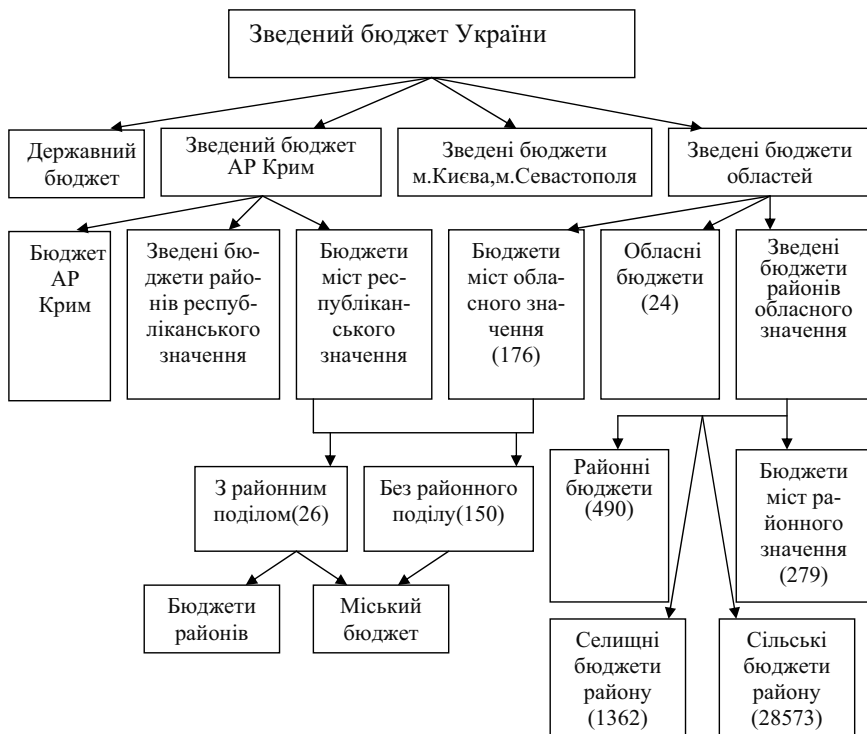 Зведений бюджет України
Державний
бюджет
Зведений бюджет
АР Крим
Зведені бюджети
м.Києва,м.Севастополя
Зведені бюджети
областей
Бюджет
АР
Крим
Зведені бю-
джети райо-
нів респуб-
ліканського
значення
Бюджети
міст рес-
публікан-
ського
значення
Бюджети
міст облас-
ного зна-
чення
(176)
Обласні
бюджети
(24)
Зведені
бюджети
районів
обласного
значення
З районним
поділом(26)
Без районного
поділу(150)
Районні
бюджети
(490)
Бюджети
міст ра-
йонного
значення
(279)
Бюджети
районів
Міський
бюджет
Селищні
бюджети
району
(1362)
Сільські
бюджети
району
(28573)